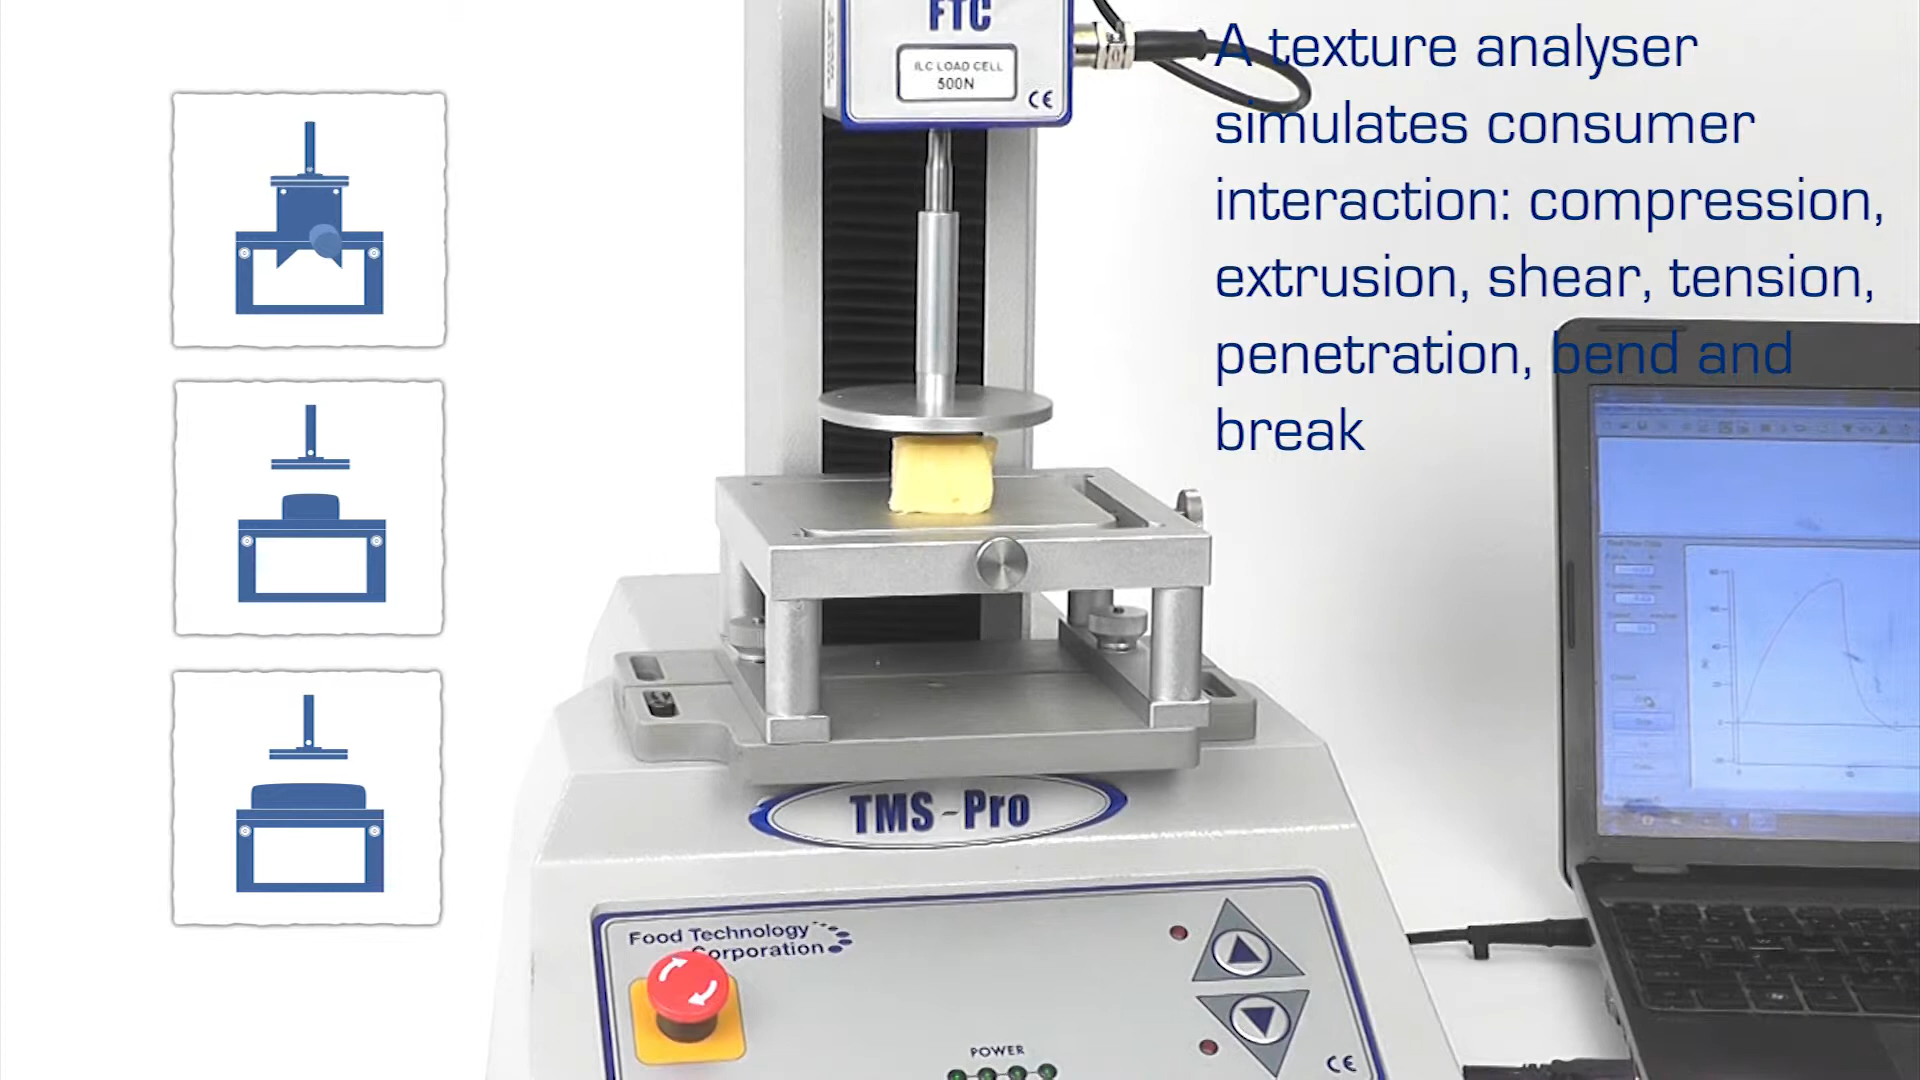 FTC
ILC LOAD CELL
500N
CE
A texture analyser
simulates consumer
interaction: compression,
extrusion, shear, tension,
penetration, bend and
break
TMS-Pro
Food Technology
Corporation
POWER
CE